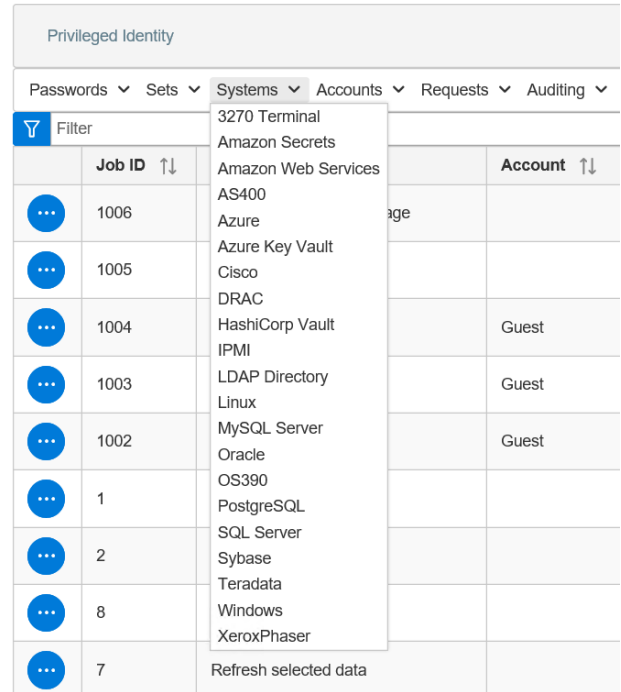 Privileged Identity
Passwords Sets Systems Accounts Requests Auditing
Filter
3270 Terminal
Amazon Secrets
Amazon Web Services
AS400
Azure
Azure Key Vault
Cisco
DRAC
HashiCorp Vault
IPMI
LDAP Directory
Linux
MySQL Server
Oracle
OS390
PostgreSQL
SQL Server
Sybase
Teradata
Windows
XeroxPhaser
Job ID Account
1006 age
1005
1004 Guest
1003 Guest
1002 Guest
1
2
8
7 Refresh selected data